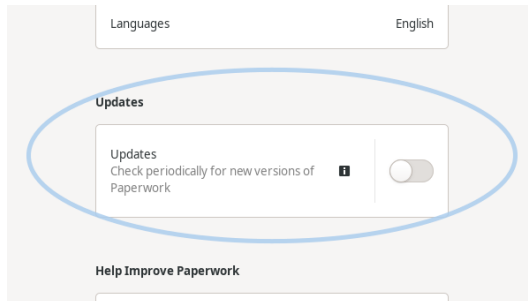 Languages English
Updates
Updates
Check periodically for new versions of
Paperwork
Help Improve Paperwork